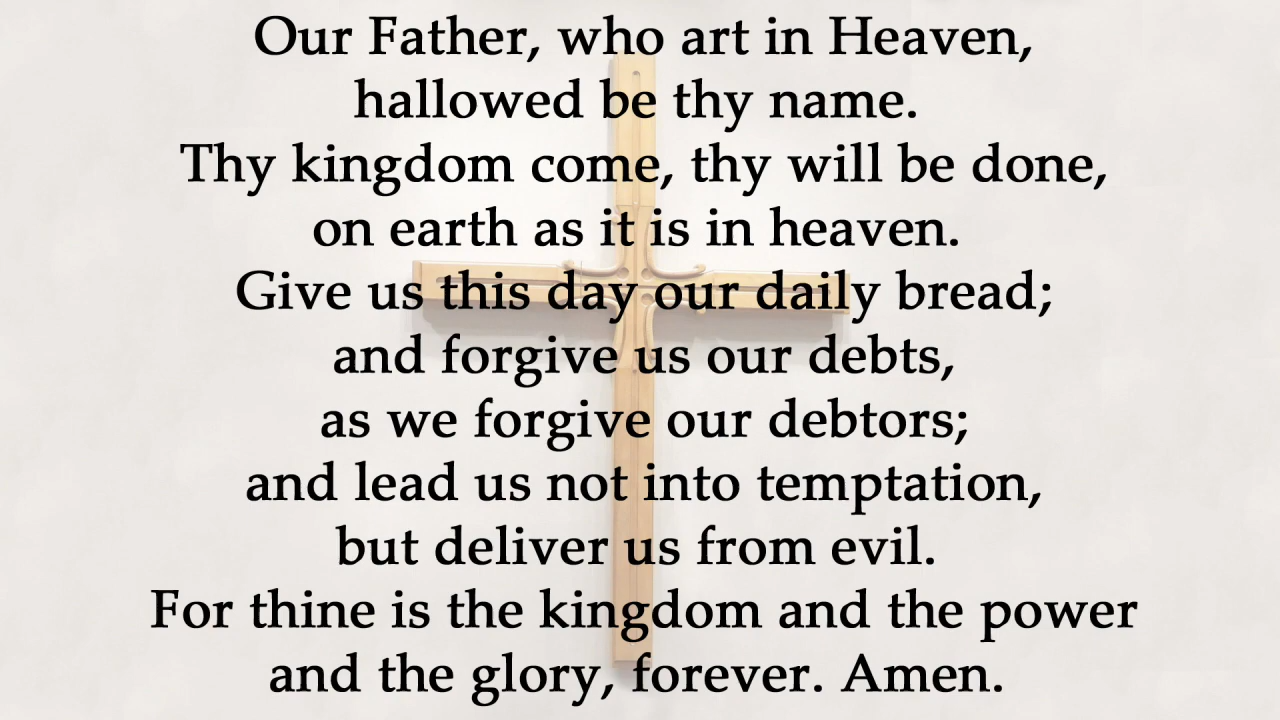 Our Father, who art in Heaven,
hallowed be thy name.
Thy kingdom come, thy will be done,
on earth as it is in heaven.
Give us this day our daily bread;
and forgive us our debts,
as we forgive our debtors;
and lead us not into temptation,
but deliver us from evil.
For thine is the kingdom and the power
and the glory, forever. Amen.